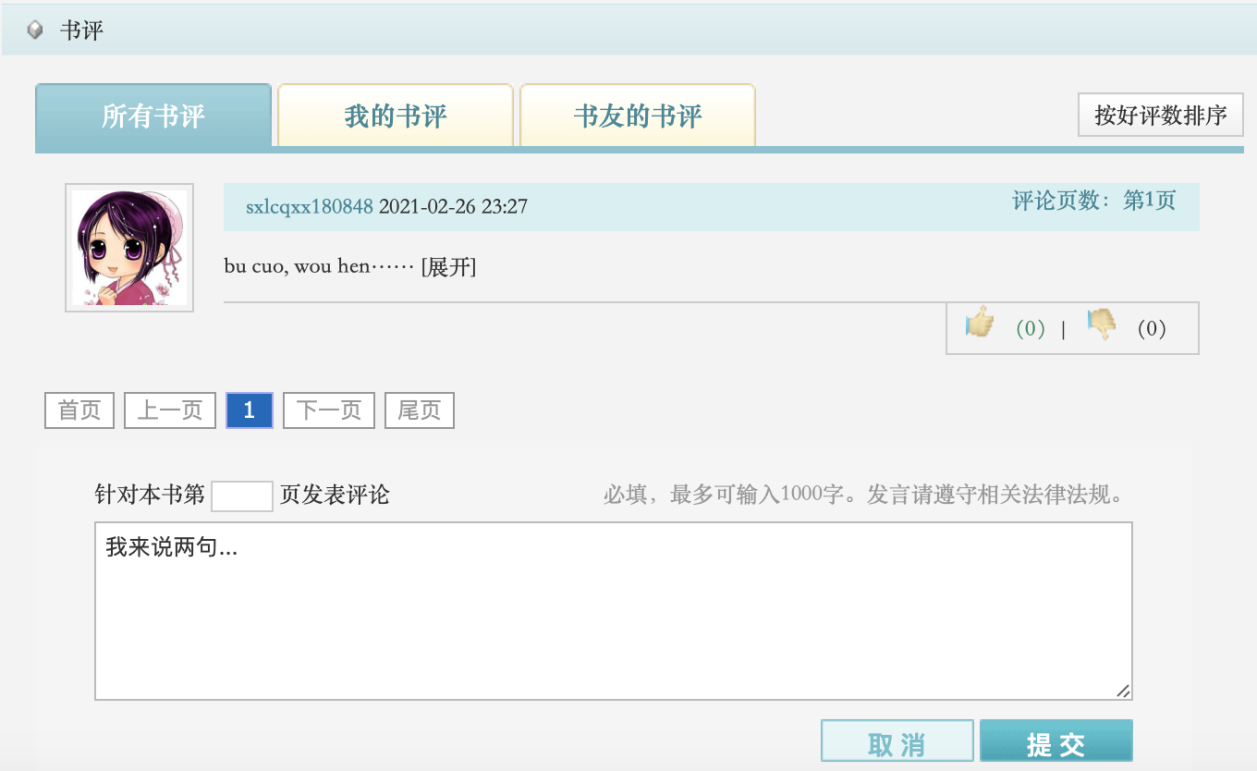 书评
所有书评 我的书评 书友的书评 按好评数排序
sxlcqxx180848 2021-02-26 23:27 评论页数：第1页
bu cuo, wou hen…… [展开]
(0) | (0)
首页 上一页 1 下一页 尾页
针对本书第 页发表评论 必填，最多可输入1000字。发言请遵守相关法律法规。
我来说两句...
取 消 提 交